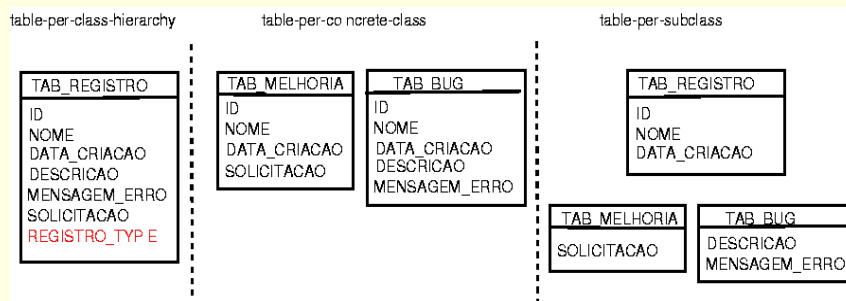 table-per-class-hierarchy
TAB_REGISTRO
ID
NOME
DATA_CRIACAO
DESCRICAO
MENSAGEM_ERRO
SOLICITACAO
REGISTRO_TYP E
table-per-co ncrete-class
TAB_MELHORIA
ID
NOME
DATA_CRIACAO
SOLICITACAO
TAB_BUG
ID
NOME
DATA_CRIACAO
DESCRICAO
MENSAGEM_ERRO
table-per-subclass
TAB_REGISTRO
ID
NOME
DATA_CRIACAO
TAB_MELHORIA
SOLICITACAO
TAB_BUG
DESCRICAO
MENSAGEM_ERRO